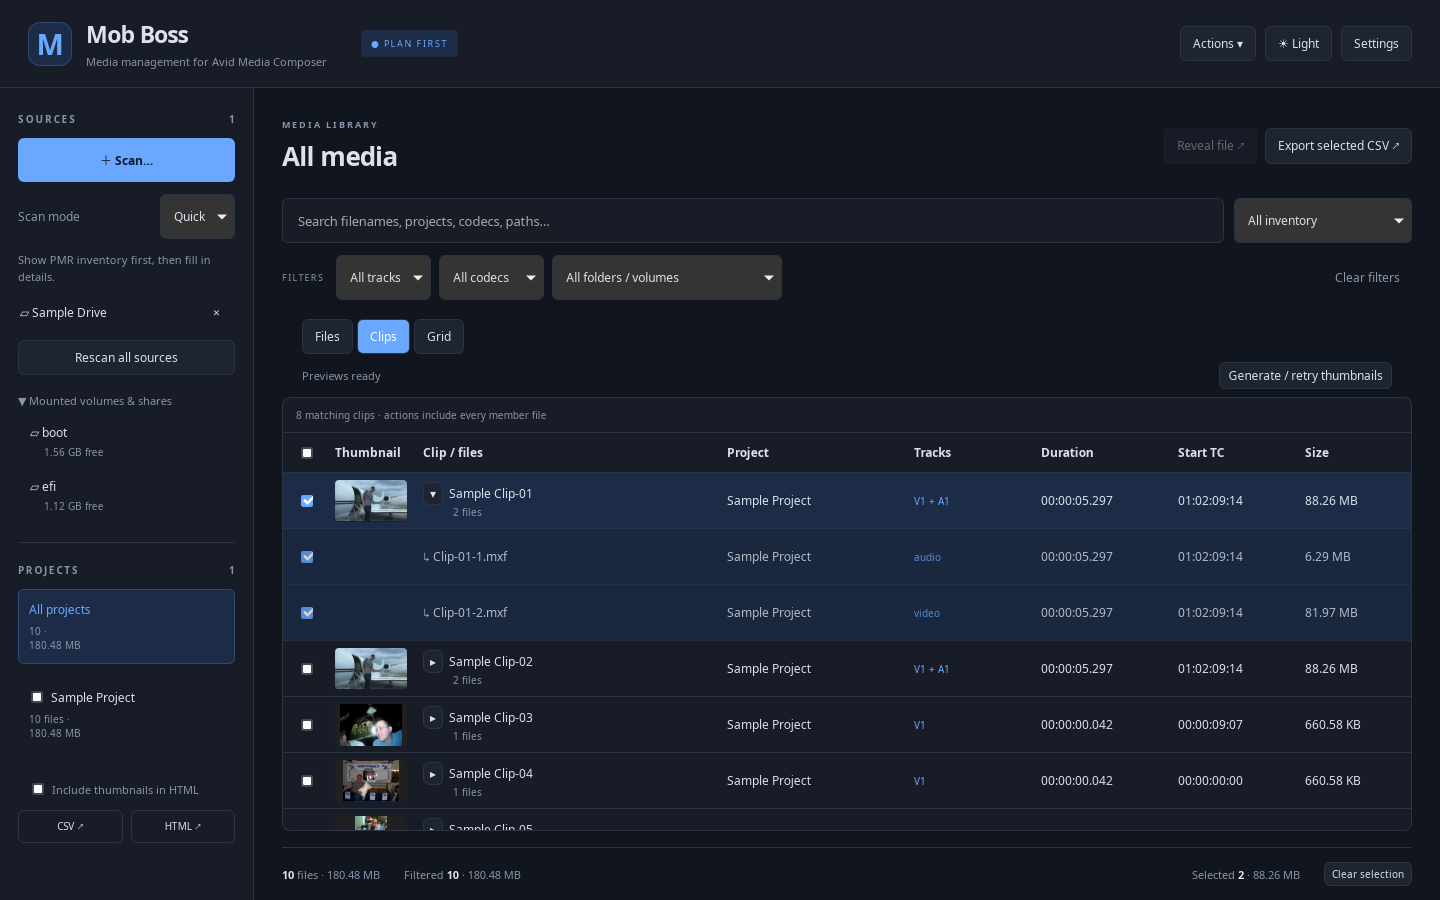 M
Mob Boss
Media management for Avid Media Composer
● PLAN FIRST
Actions ▾
☀ Light
Settings
SOURCES 1
+ Scan...
Scan mode Quick
Show PMR inventory first, then fill in
details.
Sample Drive ×
Rescan all sources
▼ Mounted volumes & shares
boot
1.56 GB free
efi
1.12 GB free
PROJECTS 1
All projects
10 ·
180.48 MB
Sample Project
10 files ·
180.48 MB
Include thumbnails in HTML
CSV ↗ HTML ↗
MEDIA LIBRARY
All media
Reveal file ↗ Export selected CSV ↗
Search filenames, projects, codecs, paths... All inventory
FILTERS All tracks All codecs All folders / volumes Clear filters
Files Clips Grid
Previews ready Generate / retry thumbnails
8 matching clips · actions include every member file
Thumbnail Clip / files Project Tracks Duration Start TC Size
▾ Sample Clip-01 Sample Project V1 + A1 00:00:05.297 01:02:09:14 88.26 MB
2 files
↳ Clip-01-1.mxf Sample Project audio 00:00:05.297 01:02:09:14 6.29 MB
↳ Clip-01-2.mxf Sample Project video 00:00:05.297 01:02:09:14 81.97 MB
▸ Sample Clip-02 Sample Project V1 + A1 00:00:05.297 01:02:09:14 88.26 MB
2 files
▸ Sample Clip-03 Sample Project V1 00:00:00.042 00:00:09:07 660.58 KB
1 files
▸ Sample Clip-04 Sample Project V1 00:00:00.042 00:00:00:00 660.58 KB
1 files
▸ Sample Clip-05
10 files · 180.48 MB Filtered 10 · 180.48 MB Selected 2 · 88.26 MB Clear selection